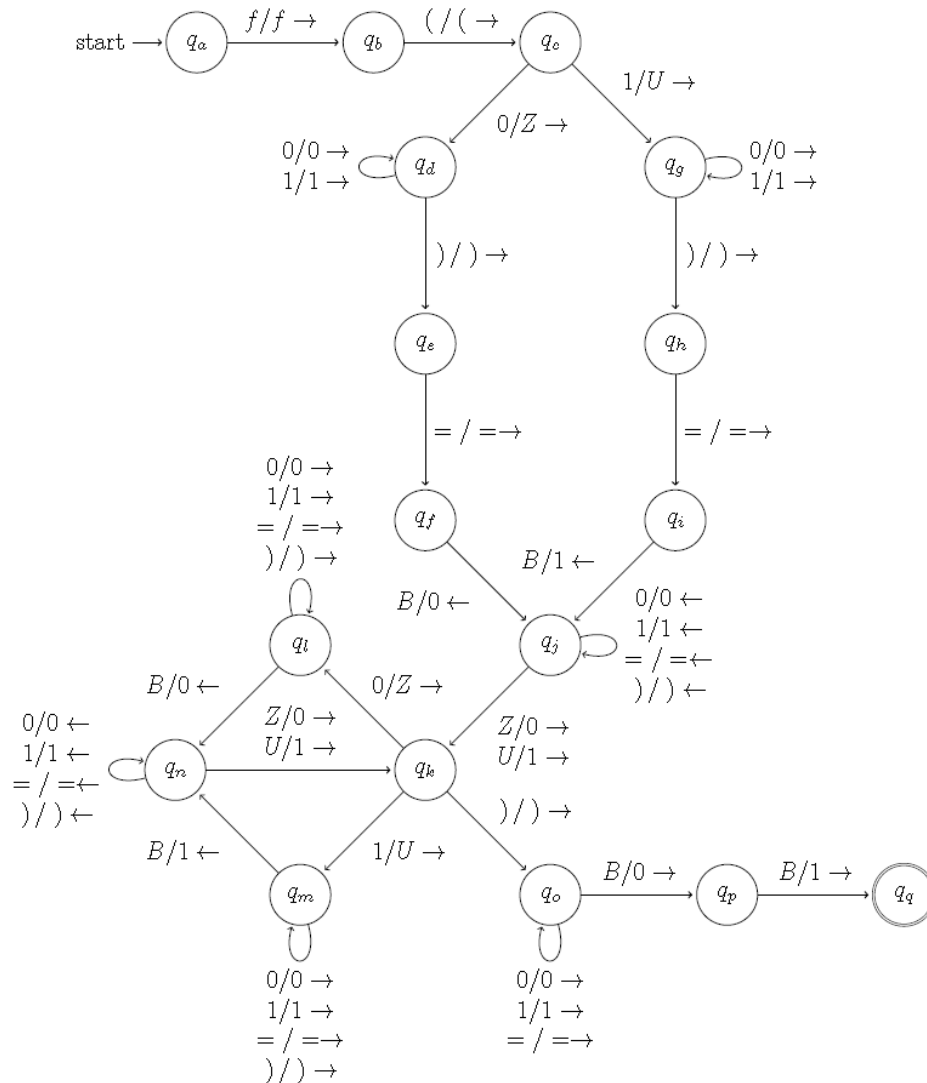 start
q_a
f/f →
q_b
( / ( →
q_c
0/Z →
1/U →
0/0 →
1/1 →
q_d
q_g
0/0 →
1/1 →
) / ) →
) / ) →
q_e
q_h
= / = →
= / = →
0/0 →
1/1 →
= / = →
) / ) →
q_f
q_i
B/0 ←
B/1 ←
q_l
q_j
0/0 ←
1/1 ←
= / = ←
) / ) ←
B/0 ←
0/Z →
Z/0 →
U/1 →
0/0 ←
1/1 ←
= / = ←
) / ) ←
q_n
Z/0 →
U/1 →
q_k
B/1 ←
1/U →
) / ) →
q_m
q_o
B/0 →
q_p
B/1 →
q_q
0/0 →
1/1 →
= / = →
) / ) →
0/0 →
1/1 →
= / = →